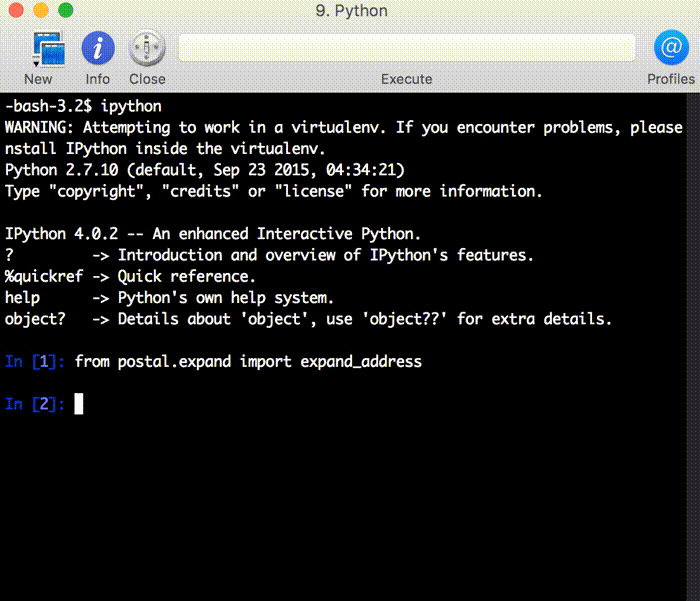 9. Python
New Info Close Execute Profiles
-bash-3.2$ ipython
WARNING: Attempting to work in a virtualenv. If you encounter problems, please
nstall IPython inside the virtualenv.
Python 2.7.10 (default, Sep 23 2015, 04:34:21)
Type "copyright", "credits" or "license" for more information.
IPython 4.0.2 -- An enhanced Interactive Python.
? -> Introduction and overview of IPython's features.
%quickref -> Quick reference.
help -> Python's own help system.
object? -> Details about 'object', use 'object??' for extra details.
In [1]: from postal.expand import expand_address
In [2]: